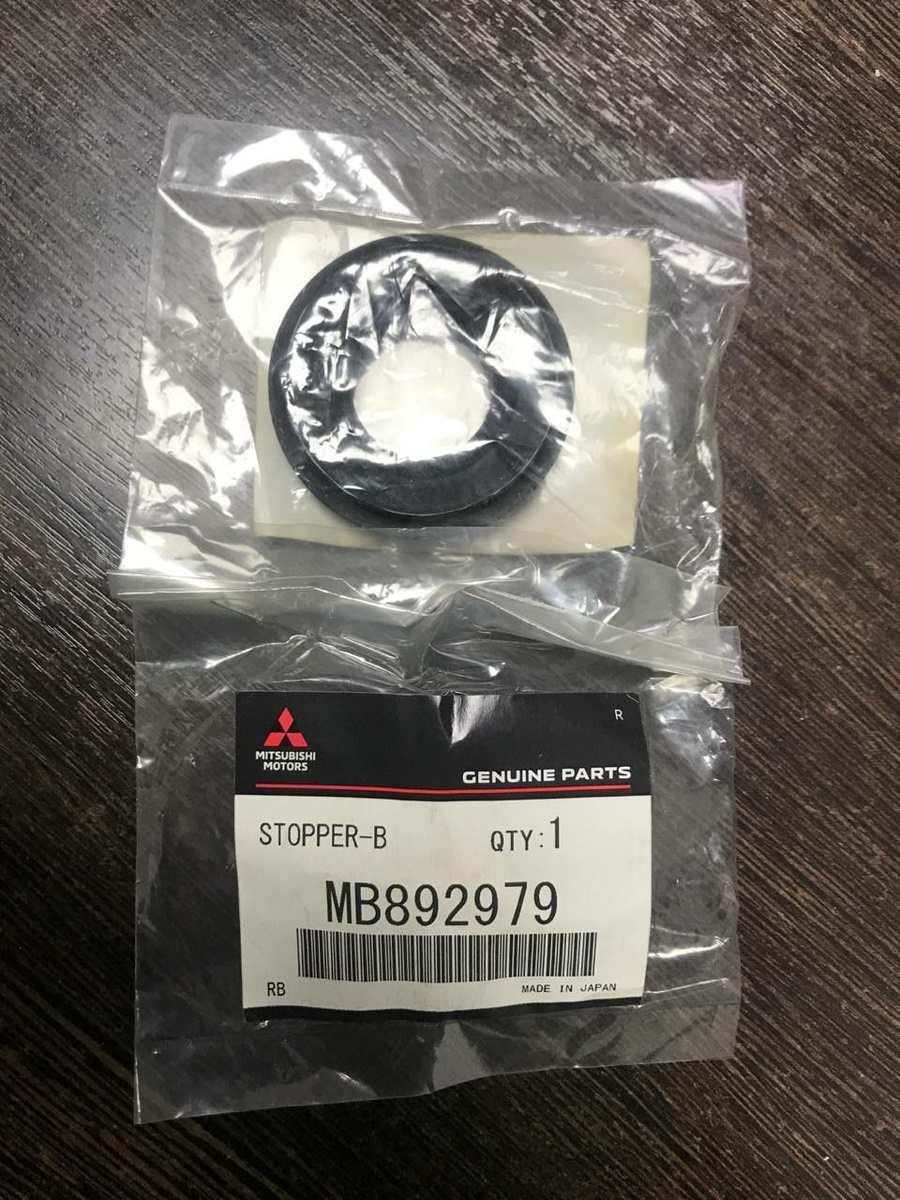 R
MITSUBISHI
MOTORS
GENUINE PARTS
STOPPER-B QTY:1
MB892979
RB MADE IN JAPAN